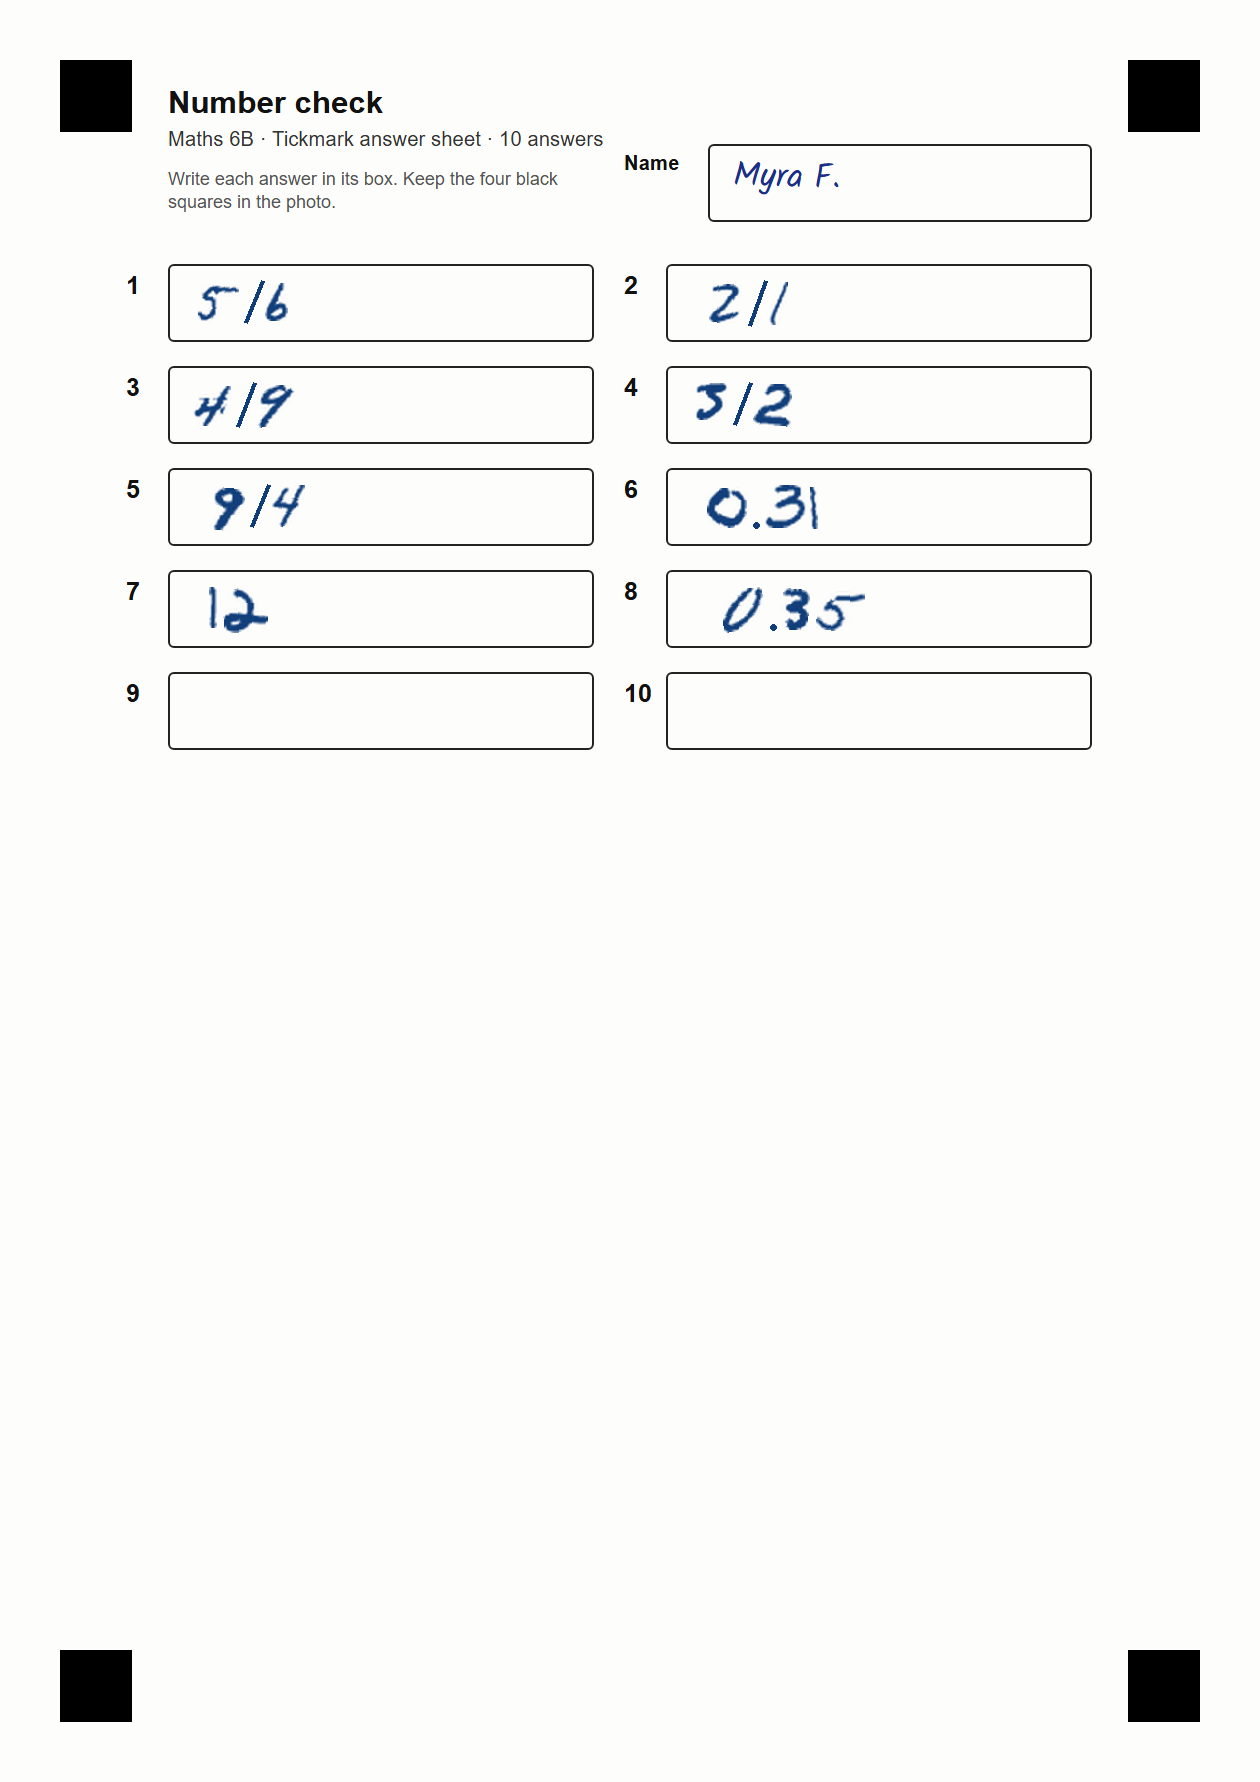 Number check
Maths 6B · Tickmark answer sheet · 10 answers
Write each answer in its box. Keep the four black
squares in the photo.
Name Myra F.
1 5/6
2 2/1
3 4/9
4 3/2
5 9/4
6 0.31
7 12
8 0.35
9
10